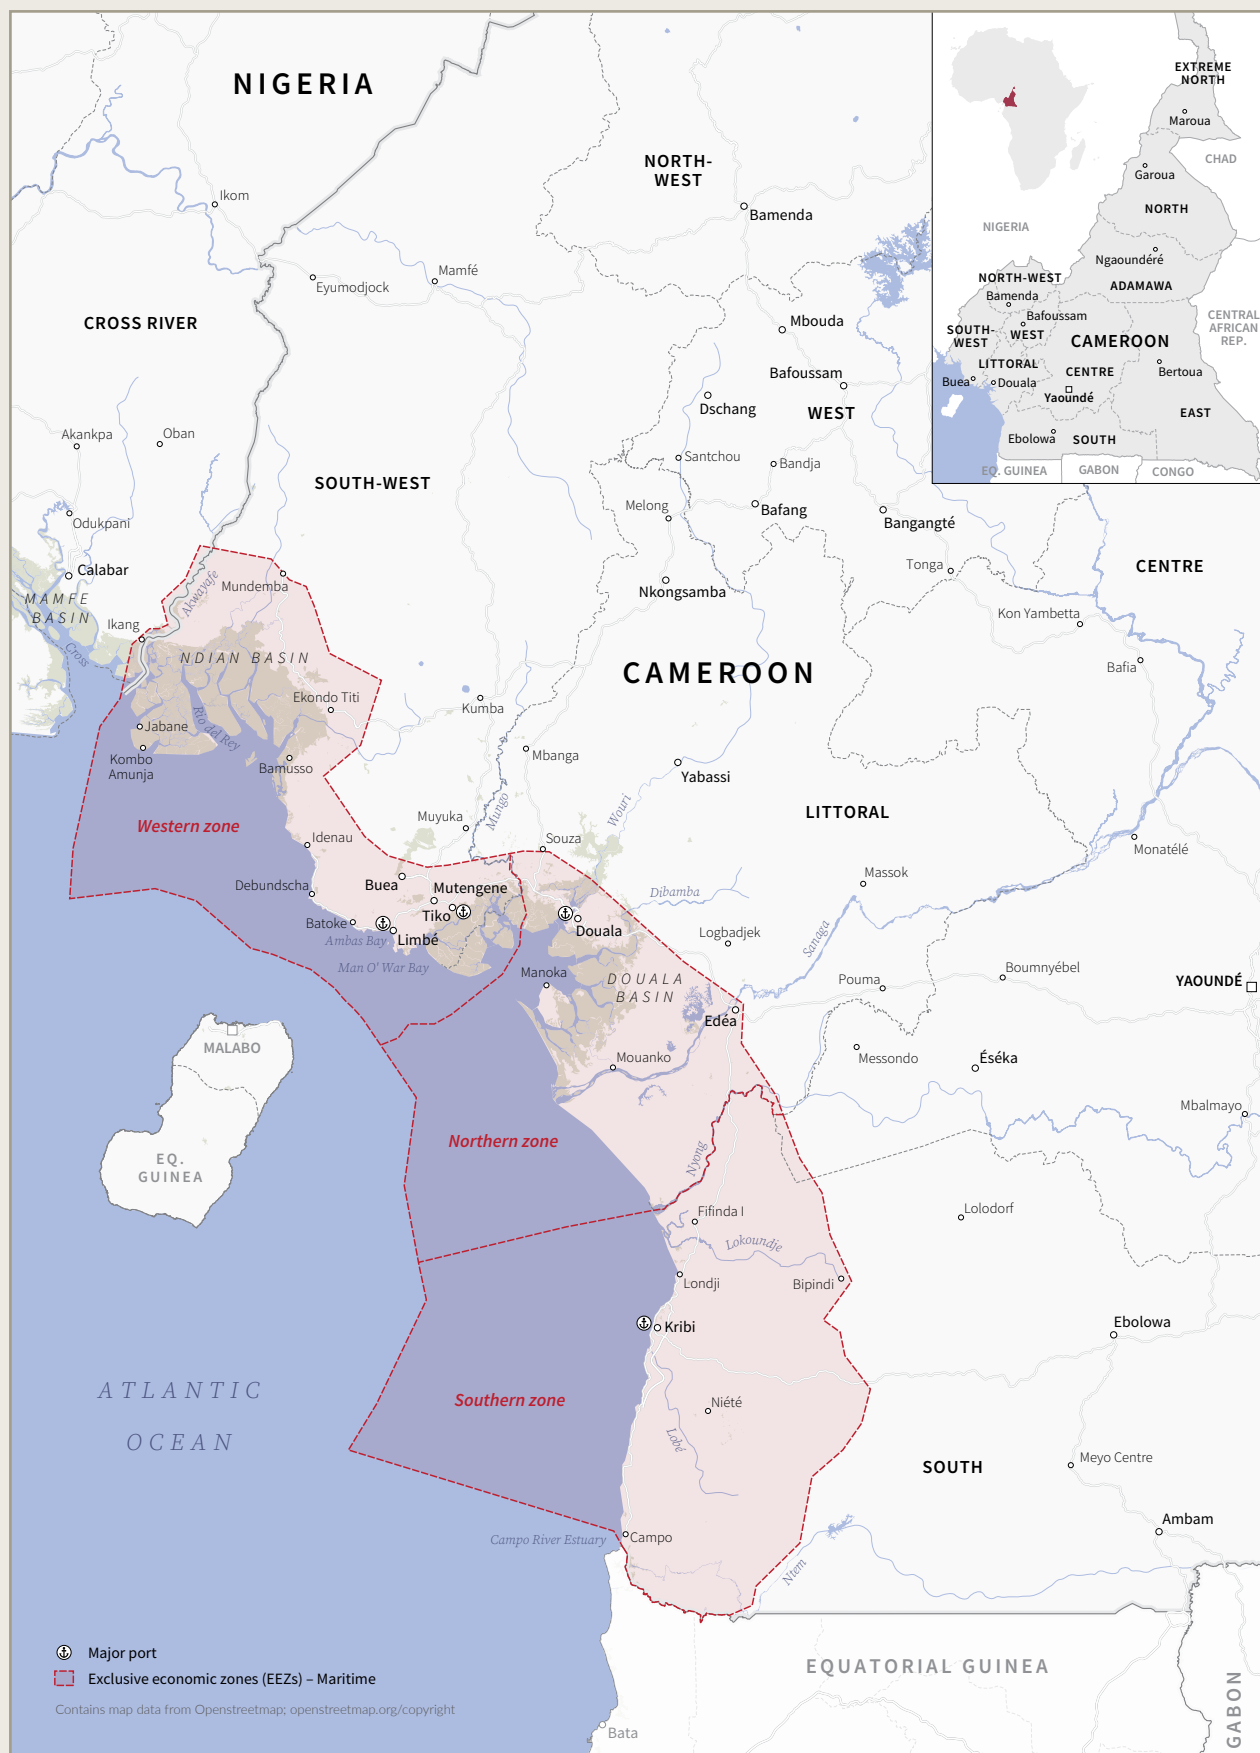 NIGERIA
NORTH-
WEST
Ikom
Bamenda
Mamfé
Eyumodjock
CROSS RIVER
Mbouda
Bafoussam
Dschang
WEST
Akankpa
Oban
Santchou
Bandja
SOUTH-WEST
Melong
Bafang
Bangangté
Odukpani
Calabar
Tonga
CENTRE
MAMFE
BASIN
Akwayafe
Mundemba
Nkongsamba
Kon Yambetta
Ikang
Cross
NDIAN BASIN
CAMEROON
Bafia
Ekondo Titi
Kumba
Jabane
Rio del Rey
Kombo
Amunja
Bamusso
Mbanga
Yabassi
Western zone
Muyuka
Mungo
Wouri
LITTORAL
Idenau
Souza
Monatélé
Debundscha
Buea
Mutengene
Dibamba
Massok
Tiko
Batoke
Limbé
Douala
Ambas Bay
Man O' War Bay
Logbadjek
Sanaga
Manoka
DOUALA
BASIN
Pouma
Boumnyébel
YAOUNDÉ
Edéa
MALABO
Mouanko
Messondo
Éséka
Mbalmayo
EQ.
GUINEA
Northern zone
Nyong
Fifinda I
Lolodorf
Lokoundje
Londji
Bipindi
Kribi
Ebolowa
ATLANTIC
OCEAN
Southern zone
Niété
Lobé
SOUTH
Meyo Centre
Campo River Estuary
Campo
Ambam
Ntem
EQUATORIAL GUINEA
GABON
Bata
Major port
Exclusive economic zones (EEZs) – Maritime
Contains map data from Openstreetmap; openstreetmap.org/copyright
EXTREME
NORTH
Maroua
CHAD
Garoua
NORTH
NIGERIA
Ngaoundéré
NORTH-WEST
ADAMAWA
Bamenda
Bafoussam
CENTRAL
AFRICAN
REP.
SOUTH-
WEST
WEST
CAMEROON
LITTORAL
CENTRE
Bertoua
Buea
Douala
Yaoundé
EAST
Ebolowa
SOUTH
EQ. GUINEA
GABON
CONGO